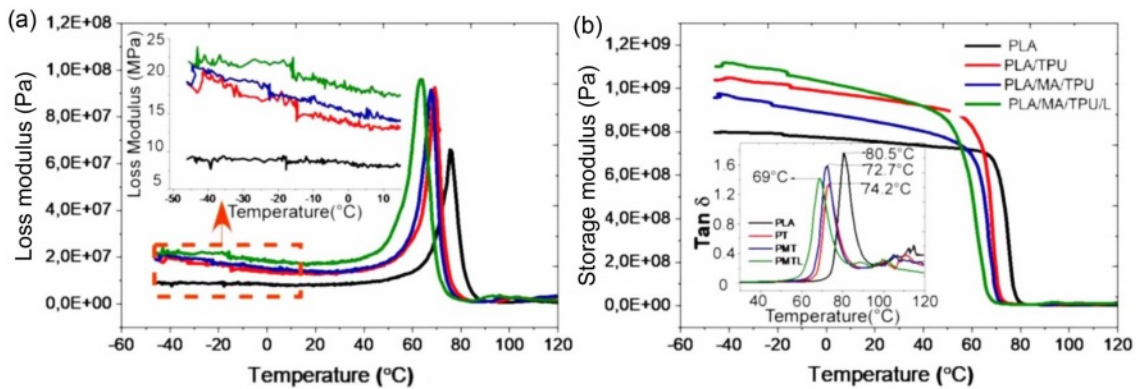 (a)
Loss modulus (Pa)
1,2E+08
1,0E+08
8,0E+07
6,0E+07
4,0E+07
2,0E+07
0,0E+00
-60 -40 -20 0 20 40 60 80 100 120
Temperature (°C)
Loss Modulus (MPa)
25
20
15
10
5
-50 -40 -30 -20 -10 0 10
Temperature(°C)
(b)
Storage modulus (Pa)
1,2E+09
1,0E+09
8,0E+08
6,0E+08
4,0E+08
2,0E+08
0,0E+00
-60 -40 -20 0 20 40 60 80 100 120
Temperature (°C)
PLA
PLA/TPU
PLA/MA/TPU
PLA/MA/TPU/L
Tan δ
1.6
1.2
0.8
0.4
0
40 60 80 100 120
Temperature(°C)
80.5°C
72.7°C
74.2°C
69°C
PLA
PT
PMT
PMTL